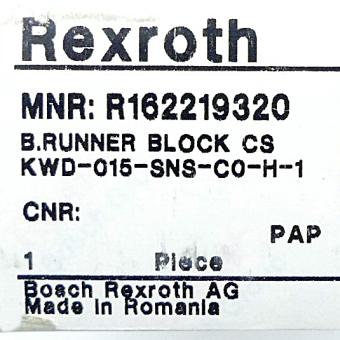 Rexroth
MNR: R162219320
B.RUNNER BLOCK CS
KWD-015-SNS-C0-H-1
CNR:
PAP
1 Piece
Bosch Rexroth AG
Made in Romania